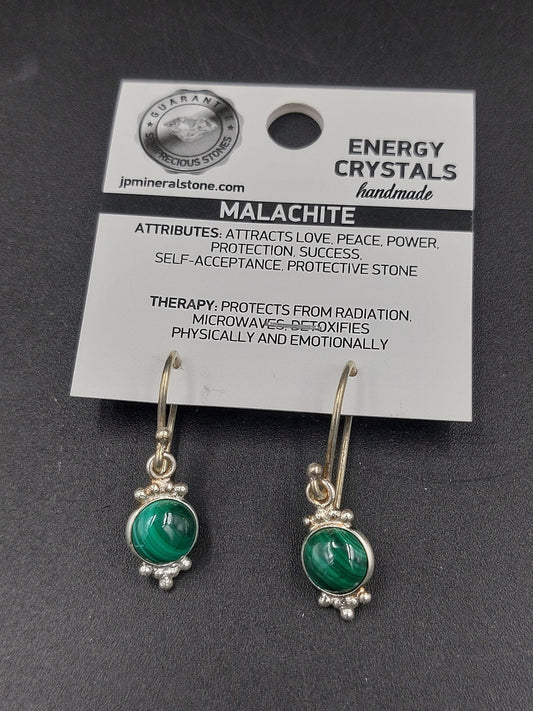 GUARANTEE
SEMIPRECIOUS STONES
jpmineralstone.com
ENERGY
CRYSTALS
handmade
MALACHITE
ATTRIBUTES: ATTRACTS LOVE, PEACE, POWER,
PROTECTION, SUCCESS,
SELF-ACCEPTANCE, PROTECTIVE STONE
THERAPY: PROTECTS FROM RADIATION,
MICROWAVES, DETOXIFIES
PHYSICALLY AND EMOTIONALLY